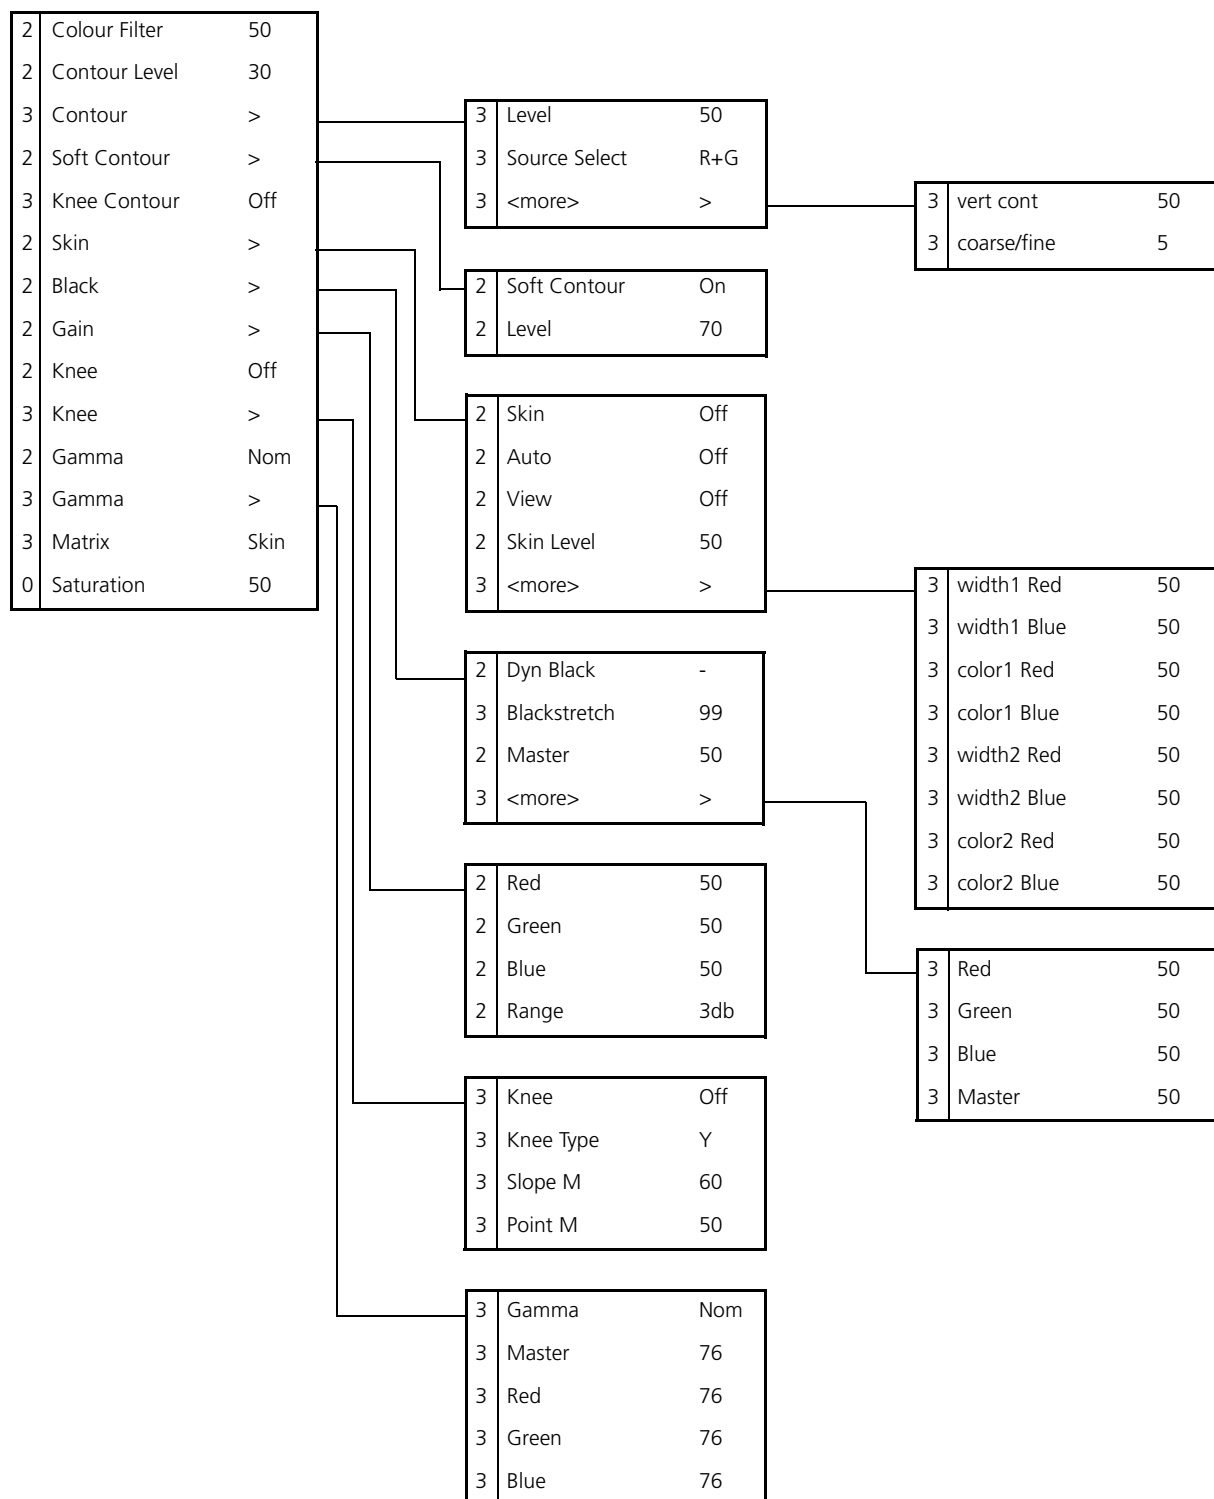 2 Colour Filter 50
2 Contour Level 30
3 Contour >
2 Soft Contour >
3 Knee Contour Off
2 Skin >
2 Black >
2 Gain >
2 Knee Off
3 Knee >
2 Gamma Nom
3 Gamma >
3 Matrix Skin
0 Saturation 50
3 Level 50
3 Source Select R+G
3 <more> >
2 Soft Contour On
2 Level 70
2 Skin Off
2 Auto Off
2 View Off
2 Skin Level 50
3 <more> >
2 Dyn Black -
3 Blackstretch 99
2 Master 50
3 <more> >
2 Red 50
2 Green 50
2 Blue 50
2 Range 3db
3 Knee Off
3 Knee Type Y
3 Slope M 60
3 Point M 50
3 Gamma Nom
3 Master 76
3 Red 76
3 Green 76
3 Blue 76
3 vert cont 50
3 coarse/fine 5
3 width1 Red 50
3 width1 Blue 50
3 color1 Red 50
3 color1 Blue 50
3 width2 Red 50
3 width2 Blue 50
3 color2 Red 50
3 color2 Blue 50
3 Red 50
3 Green 50
3 Blue 50
3 Master 50